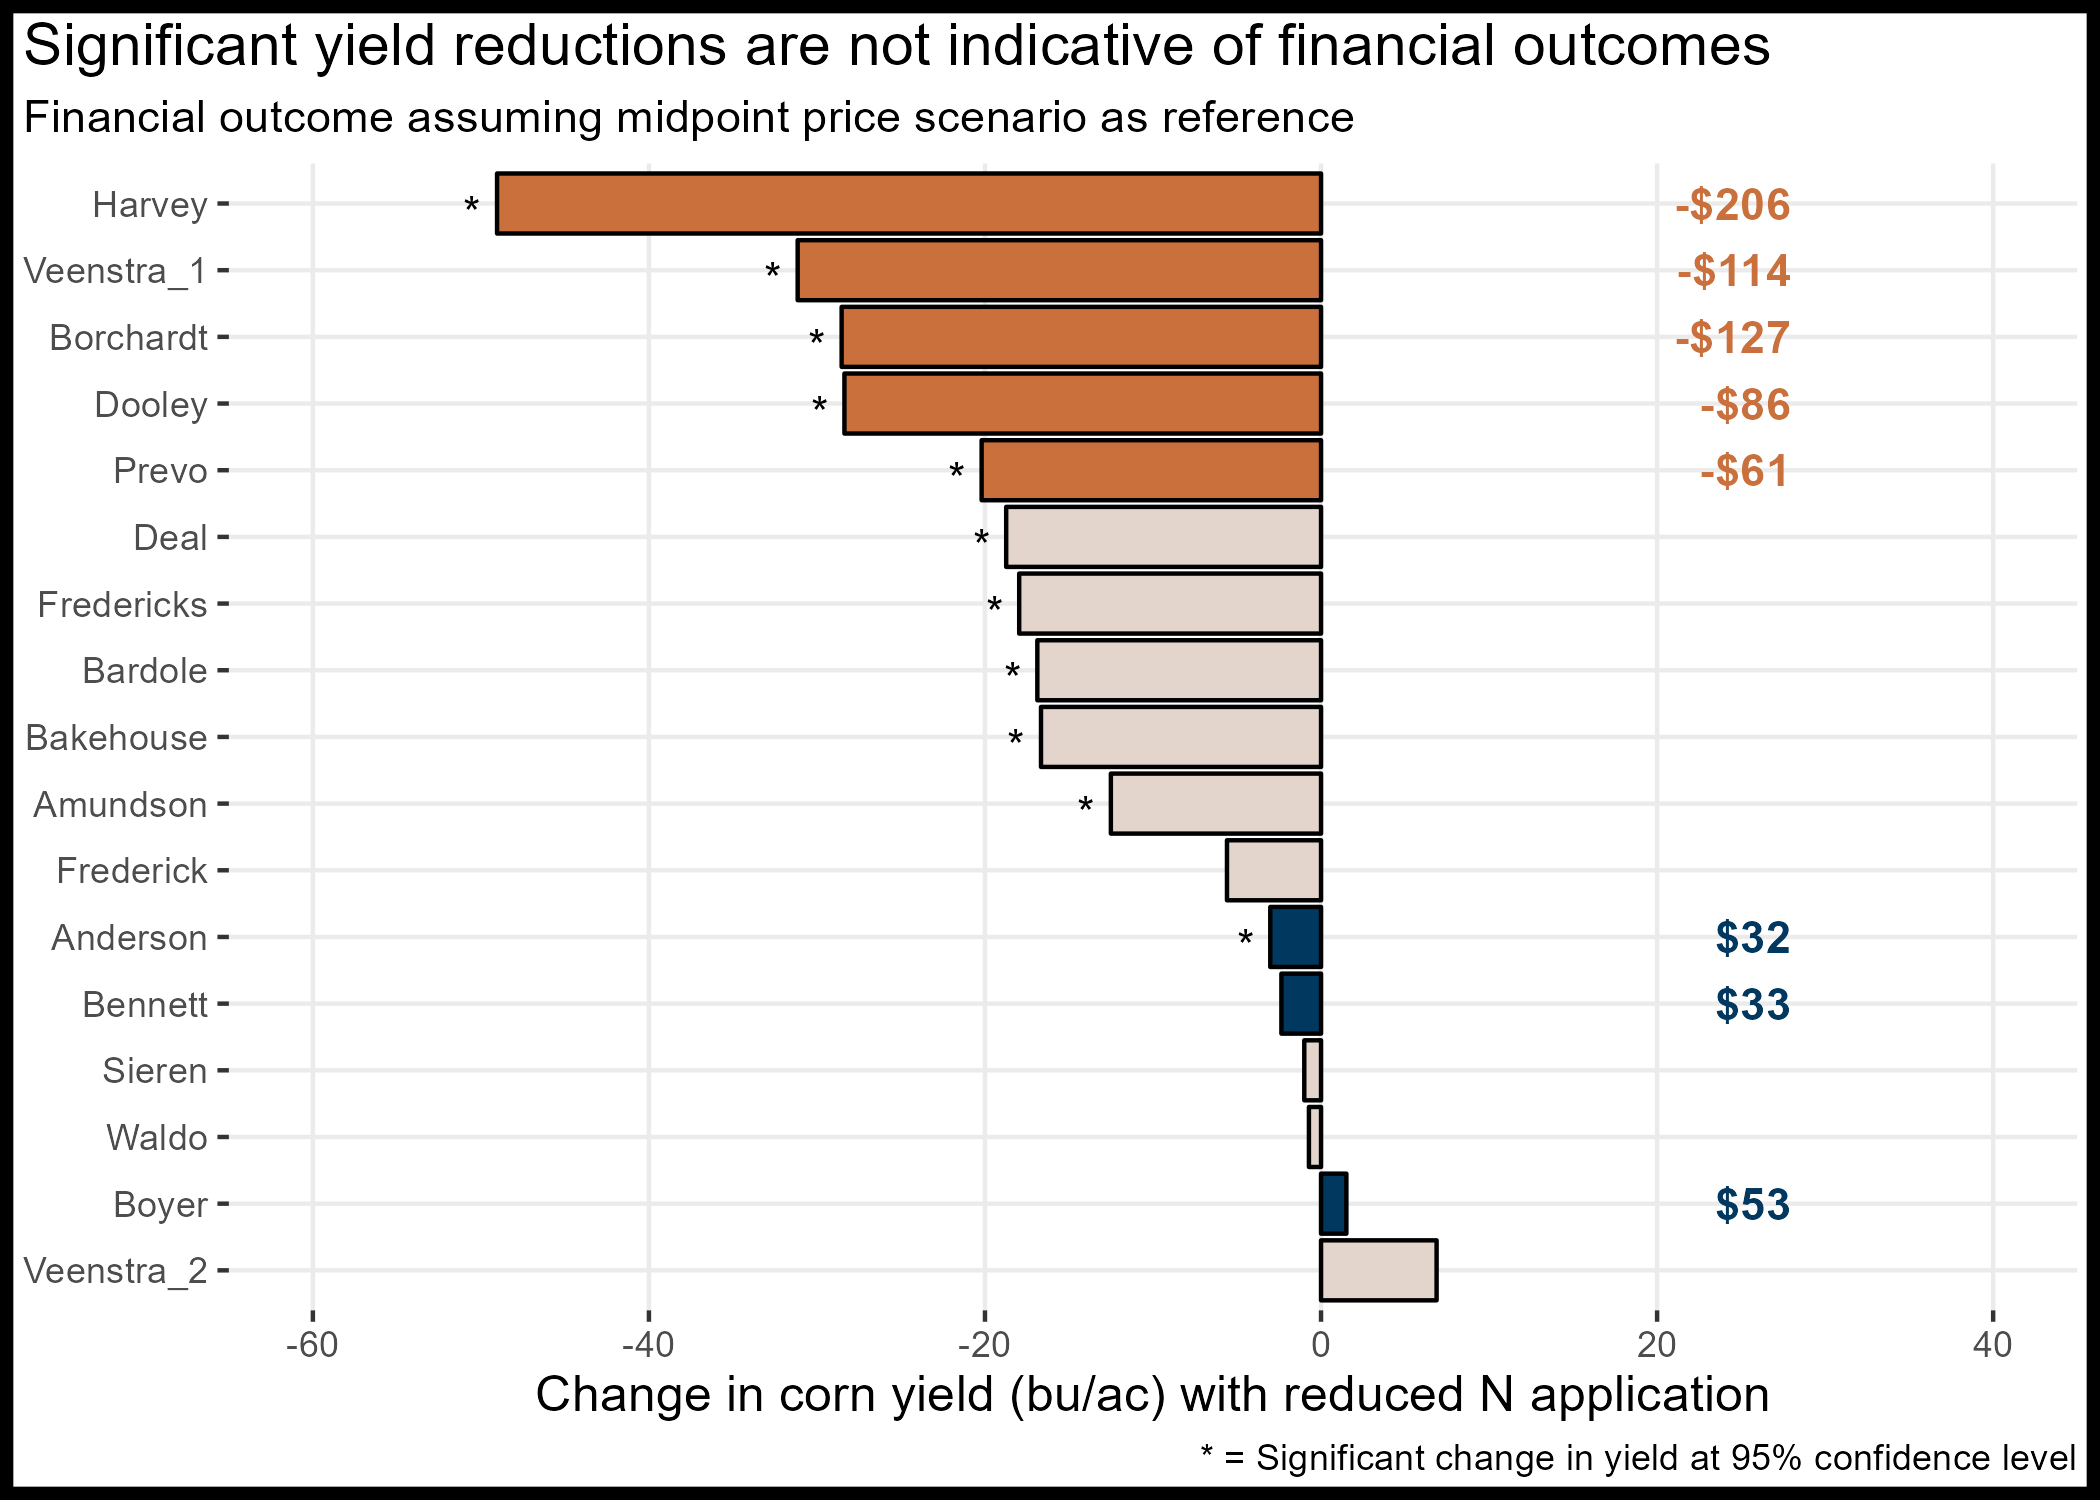 Significant yield reductions are not indicative of financial outcomes
Financial outcome assuming midpoint price scenario as reference
Harvey * -$206
Veenstra_1 * -$114
Borchardt * -$127
Dooley * -$86
Prevo * -$61
Deal *
Fredericks *
Bardole *
Bakehouse *
Amundson *
Frederick
Anderson * $32
Bennett $33
Sieren
Waldo
Boyer $53
Veenstra_2
-60 -40 -20 0 20 40
Change in corn yield (bu/ac) with reduced N application
* = Significant change in yield at 95% confidence level